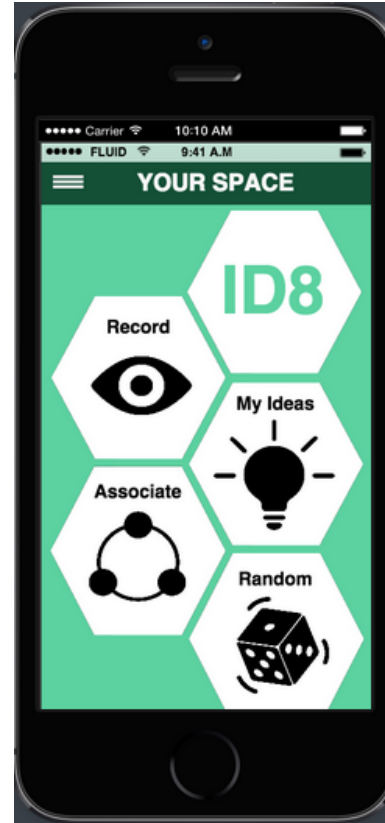 Carrier 10:10 AM
FLUID 9:41 A.M
YOUR SPACE
ID8
Record
My Ideas
Associate
Random